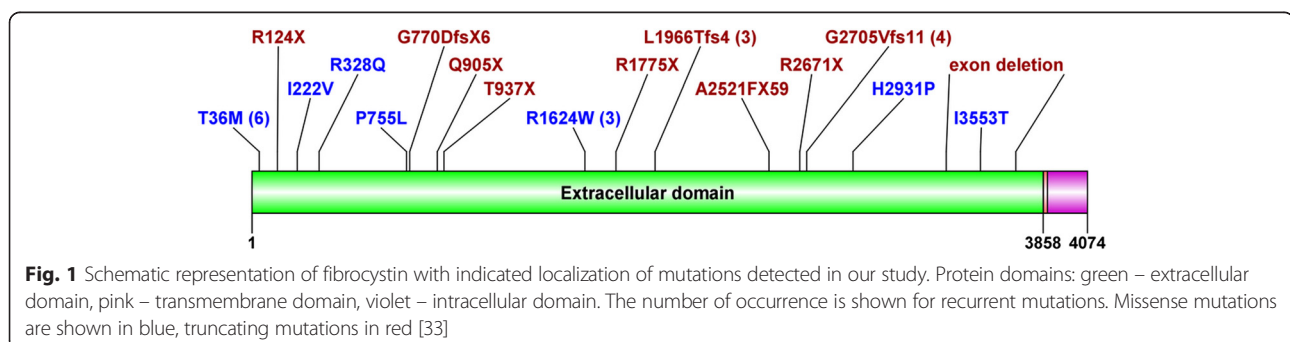 R124X G770DfsX6 L1966Tfs4 (3) G2705Vfs11 (4)
R328Q Q905X R1775X R2671X exon deletion
I222V T937X A2521FX59 H2931P
T36M (6) P755L R1624W (3) I3553T
Extracellular domain
1 3858 4074
Fig. 1 Schematic representation of fibrocystin with indicated localization of mutations detected in our study. Protein domains: green – extracellular
domain, pink – transmembrane domain, violet – intracellular domain. The number of occurrence is shown for recurrent mutations. Missense mutations
are shown in blue, truncating mutations in red [33]